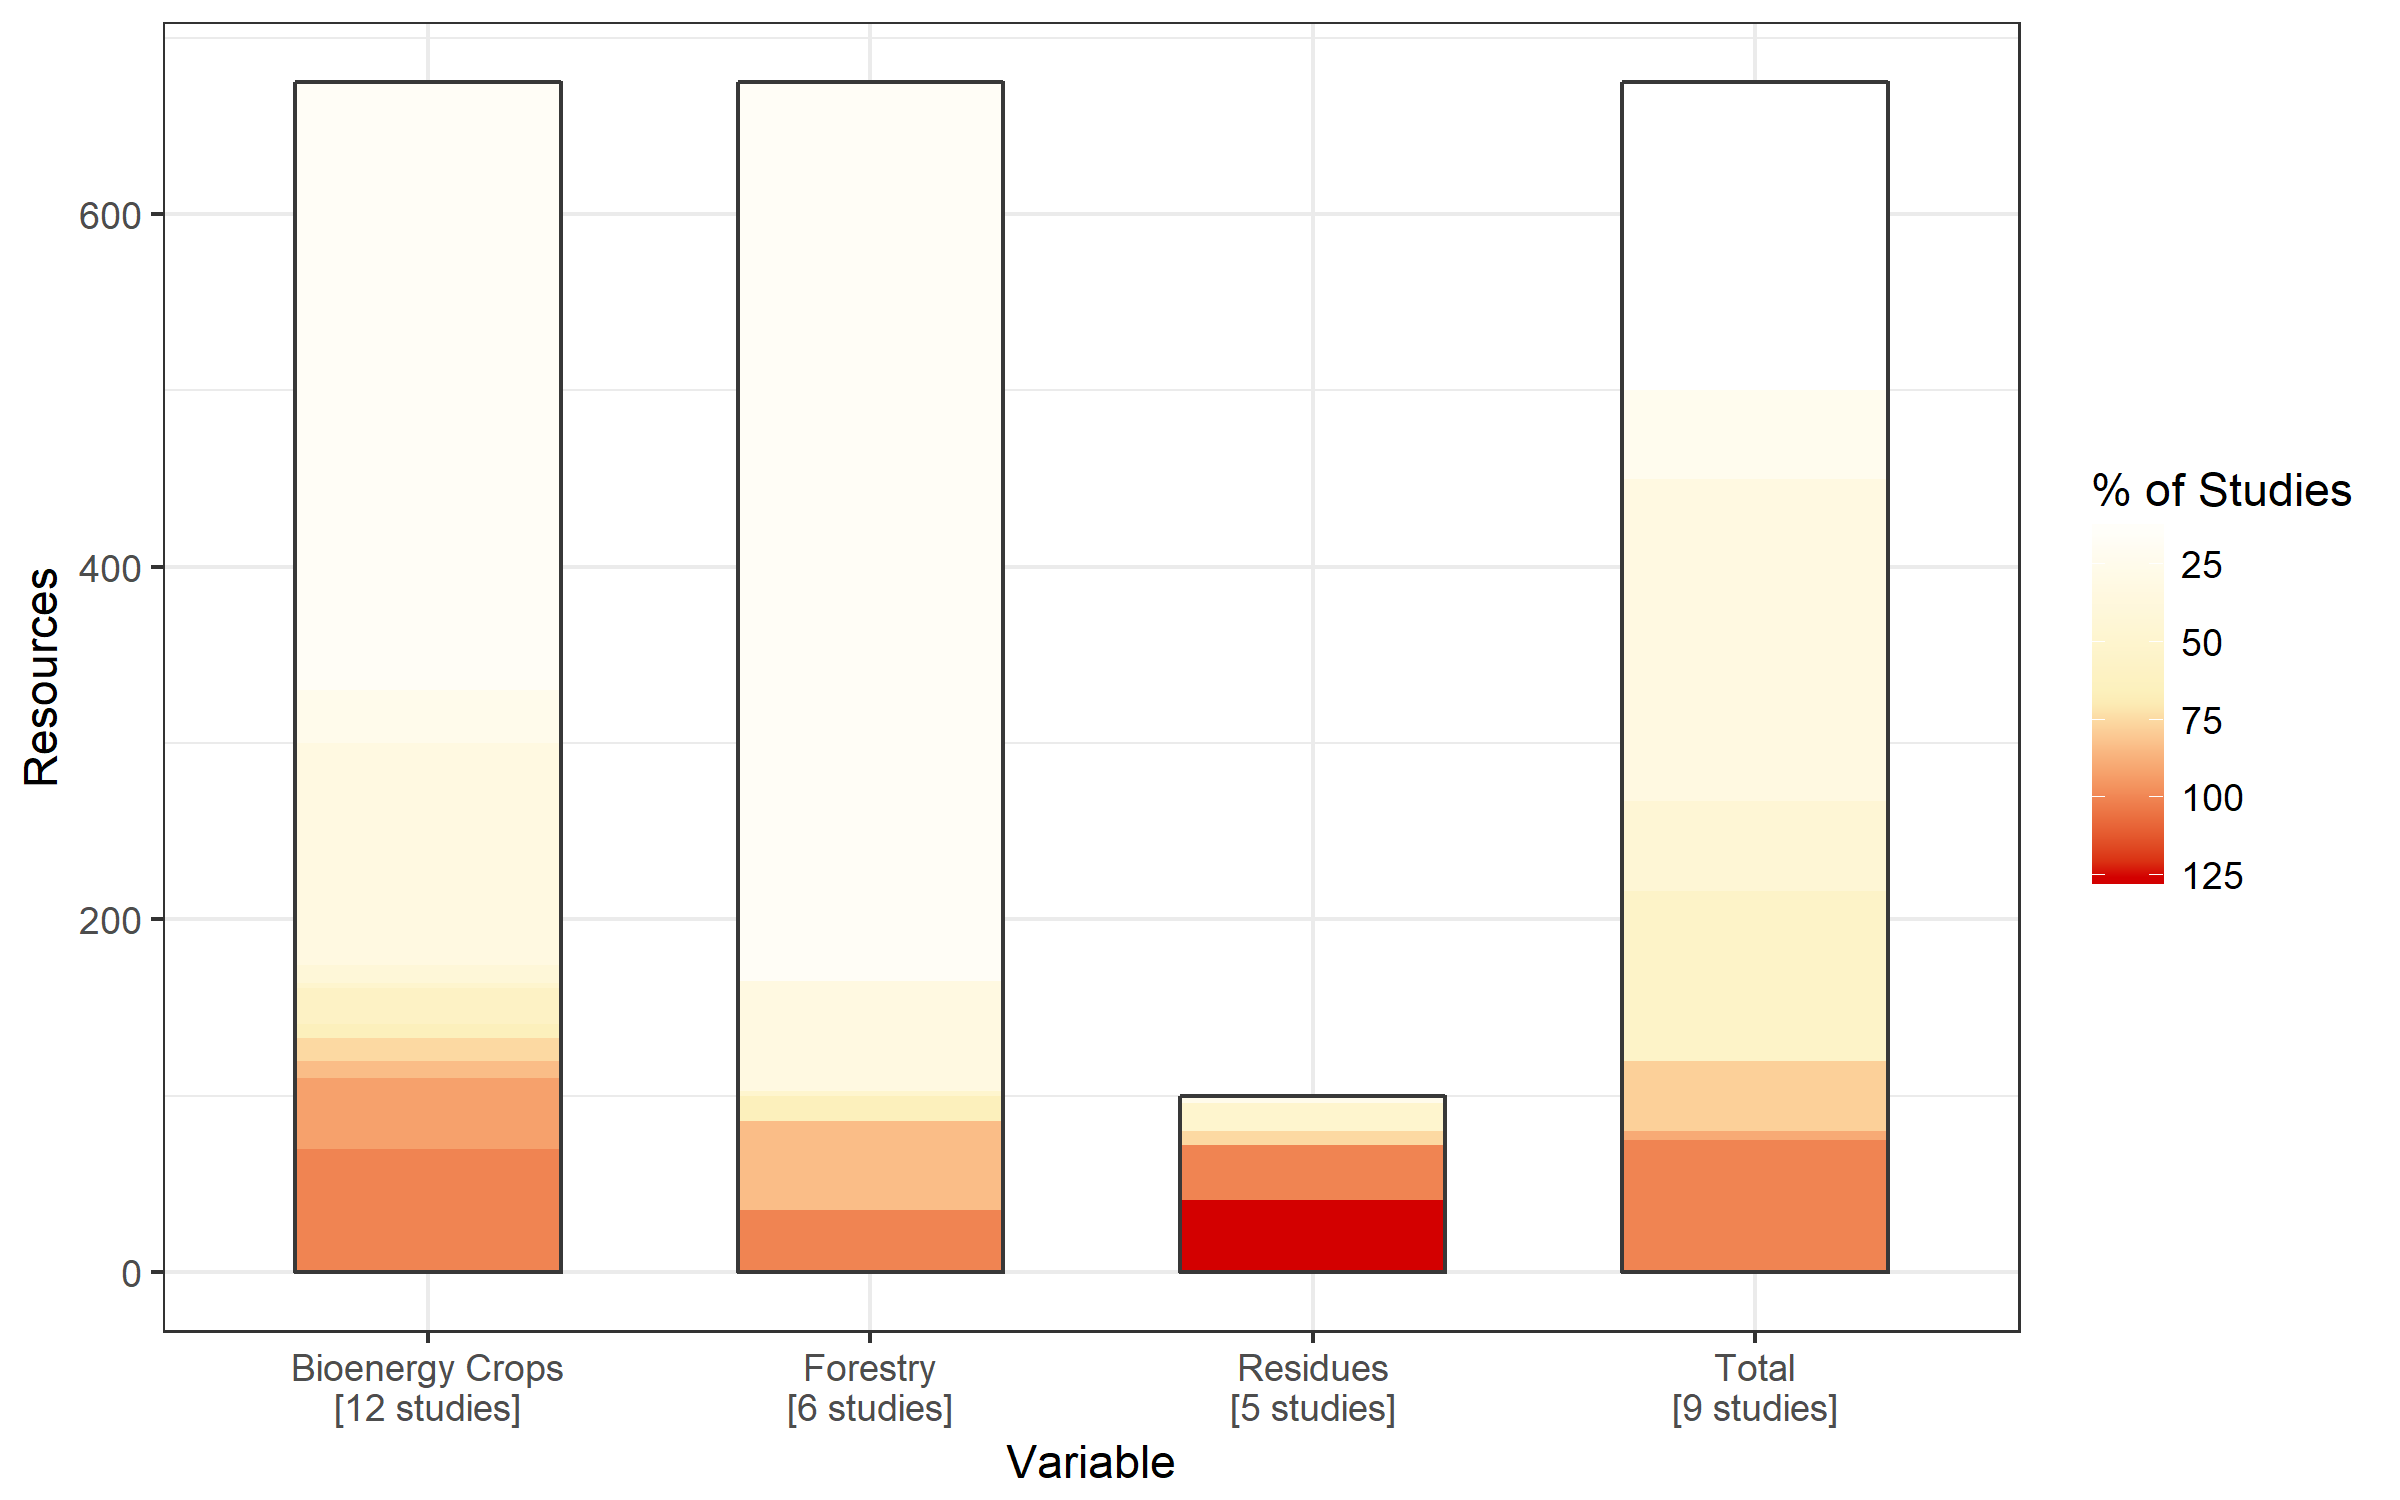 Resources
600
400
200
0
Bioenergy Crops
[12 studies]
Forestry
[6 studies]
Residues
[5 studies]
Total
[9 studies]
Variable
% of Studies
25
50
75
100
125